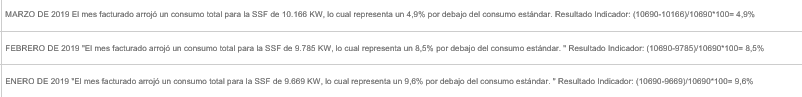 MARZO DE 2019 El mes facturado arrojó un consumo total para la SSF de 10.166 KW, lo cual representa un 4,9% por debajo del consumo estándar. Resultado Indicador: (10690-10166)/10690*100= 4,9%
FEBRERO DE 2019 "El mes facturado arrojó un consumo total para la SSF de 9.785 KW, lo cual representa un 8,5% por debajo del consumo estándar. " Resultado Indicador: (10690-9785)/10690*100= 8,5%
ENERO DE 2019 "El mes facturado arrojó un consumo total para la SSF de 9.669 KW, lo cual representa un 9,6% por debajo del consumo estándar. " Resultado Indicador: (10690-9669)/10690*100= 9,6%